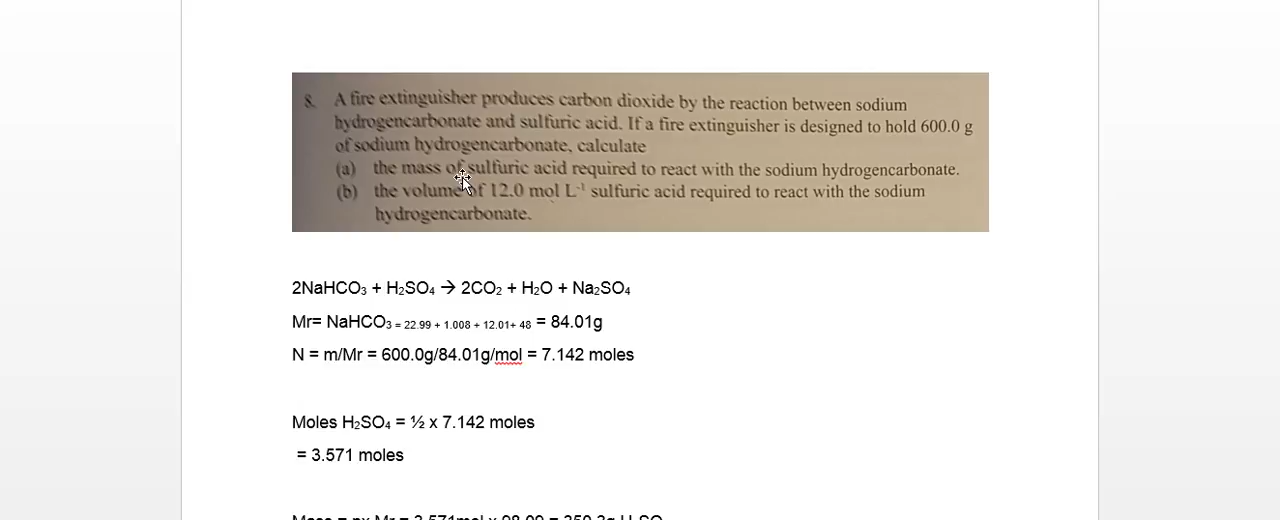 8. A fire extinguisher produces carbon dioxide by the reaction between sodium
hydrogencarbonate and sulfuric acid. If a fire extinguisher is designed to hold 600.0 g
of sodium hydrogencarbonate, calculate
(a) the mass of sulfuric acid required to react with the sodium hydrogencarbonate.
(b) the volume of 12.0 mol L⁻¹ sulfuric acid required to react with the sodium
hydrogencarbonate.
2NaHCO₃ + H₂SO₄ → 2CO₂ + H₂O + Na₂SO₄
Mr= NaHCO₃ = 22.99 + 1.008 + 12.01+ 48 = 84.01g
N = m/Mr = 600.0g/84.01g/mol = 7.142 moles
Moles H₂SO₄ = ½ x 7.142 moles
= 3.571 moles